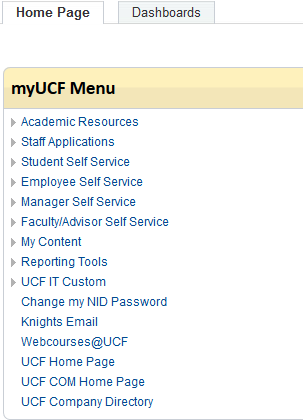 Home Page Dashboards
myUCF Menu
Academic Resources
Staff Applications
Student Self Service
Employee Self Service
Manager Self Service
Faculty/Advisor Self Service
My Content
Reporting Tools
UCF IT Custom
Change my NID Password
Knights Email
Webcourses@UCF
UCF Home Page
UCF COM Home Page
UCF Company Directory